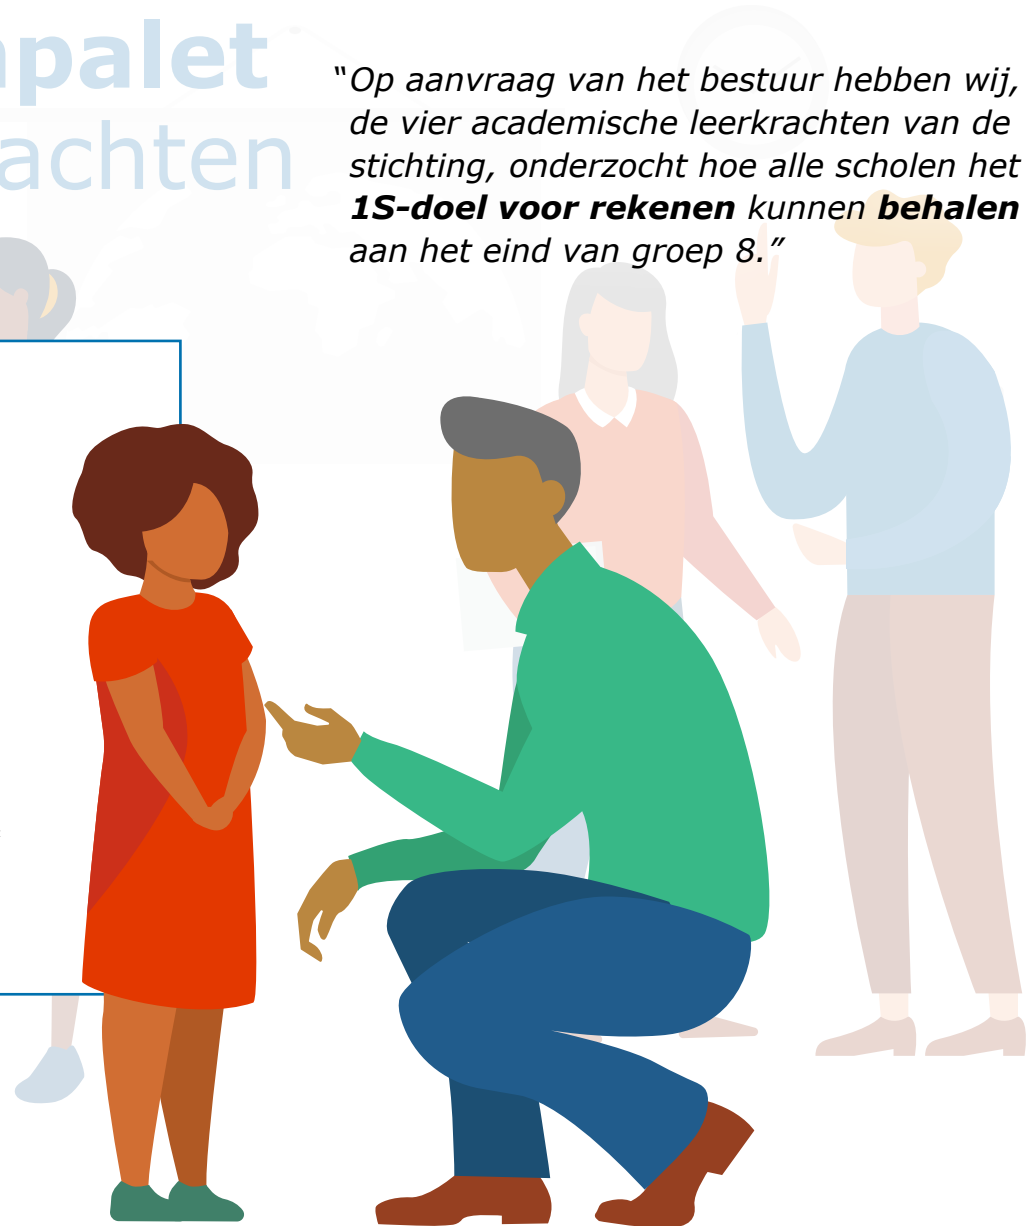 palet
achten
“Op aanvraag van het bestuur hebben wij,
de vier academische leerkrachten van de
stichting, onderzocht hoe alle scholen het
1S-doel voor rekenen kunnen behalen
aan het eind van groep 8.”